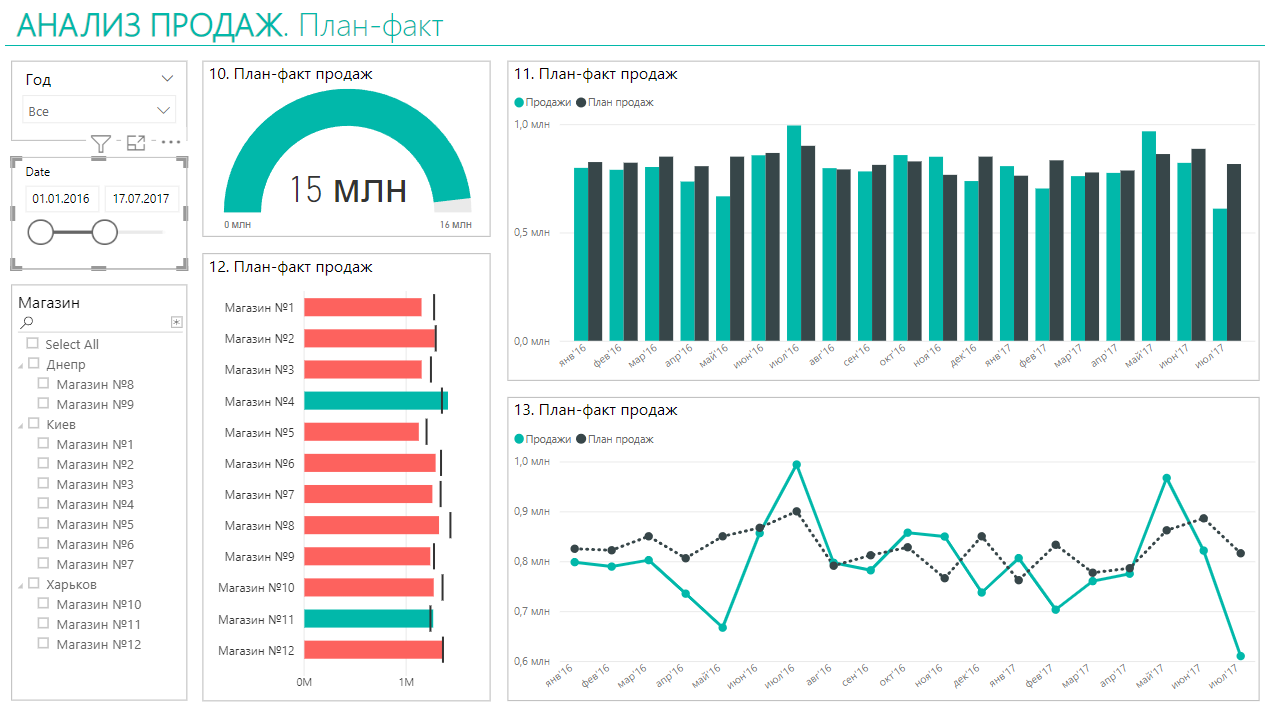 АНАЛИЗ ПРОДАЖ. План-факт
Год
Все
Date
01.01.2016 17.07.2017
Магазин
Select All
Днепр
Магазин №8
Магазин №9
Киев
Магазин №1
Магазин №2
Магазин №3
Магазин №4
Магазин №5
Магазин №6
Магазин №7
Харьков
Магазин №10
Магазин №11
Магазин №12
10. План-факт продаж
15 млн
0 млн 16 млн
12. План-факт продаж
Магазин №1
Магазин №2
Магазин №3
Магазин №4
Магазин №5
Магазин №6
Магазин №7
Магазин №8
Магазин №9
Магазин №10
Магазин №11
Магазин №12
0М 1М
11. План-факт продаж
Продажи План продаж
1,0 млн
0,5 млн
0,0 млн
янв'16 фев'16 мар'16 апр'16 май'16 июн'16 июл'16 авг'16 сен'16 окт'16 ноя'16 дек'16 янв'17 фев'17 мар'17 апр'17 май'17 июн'17 июл'17
13. План-факт продаж
Продажи План продаж
1,0 млн
0,9 млн
0,8 млн
0,7 млн
0,6 млн
янв'16 фев'16 мар'16 апр'16 май'16 июн'16 июл'16 авг'16 сен'16 окт'16 ноя'16 дек'16 янв'17 фев'17 мар'17 апр'17 май'17 июн'17 июл'17